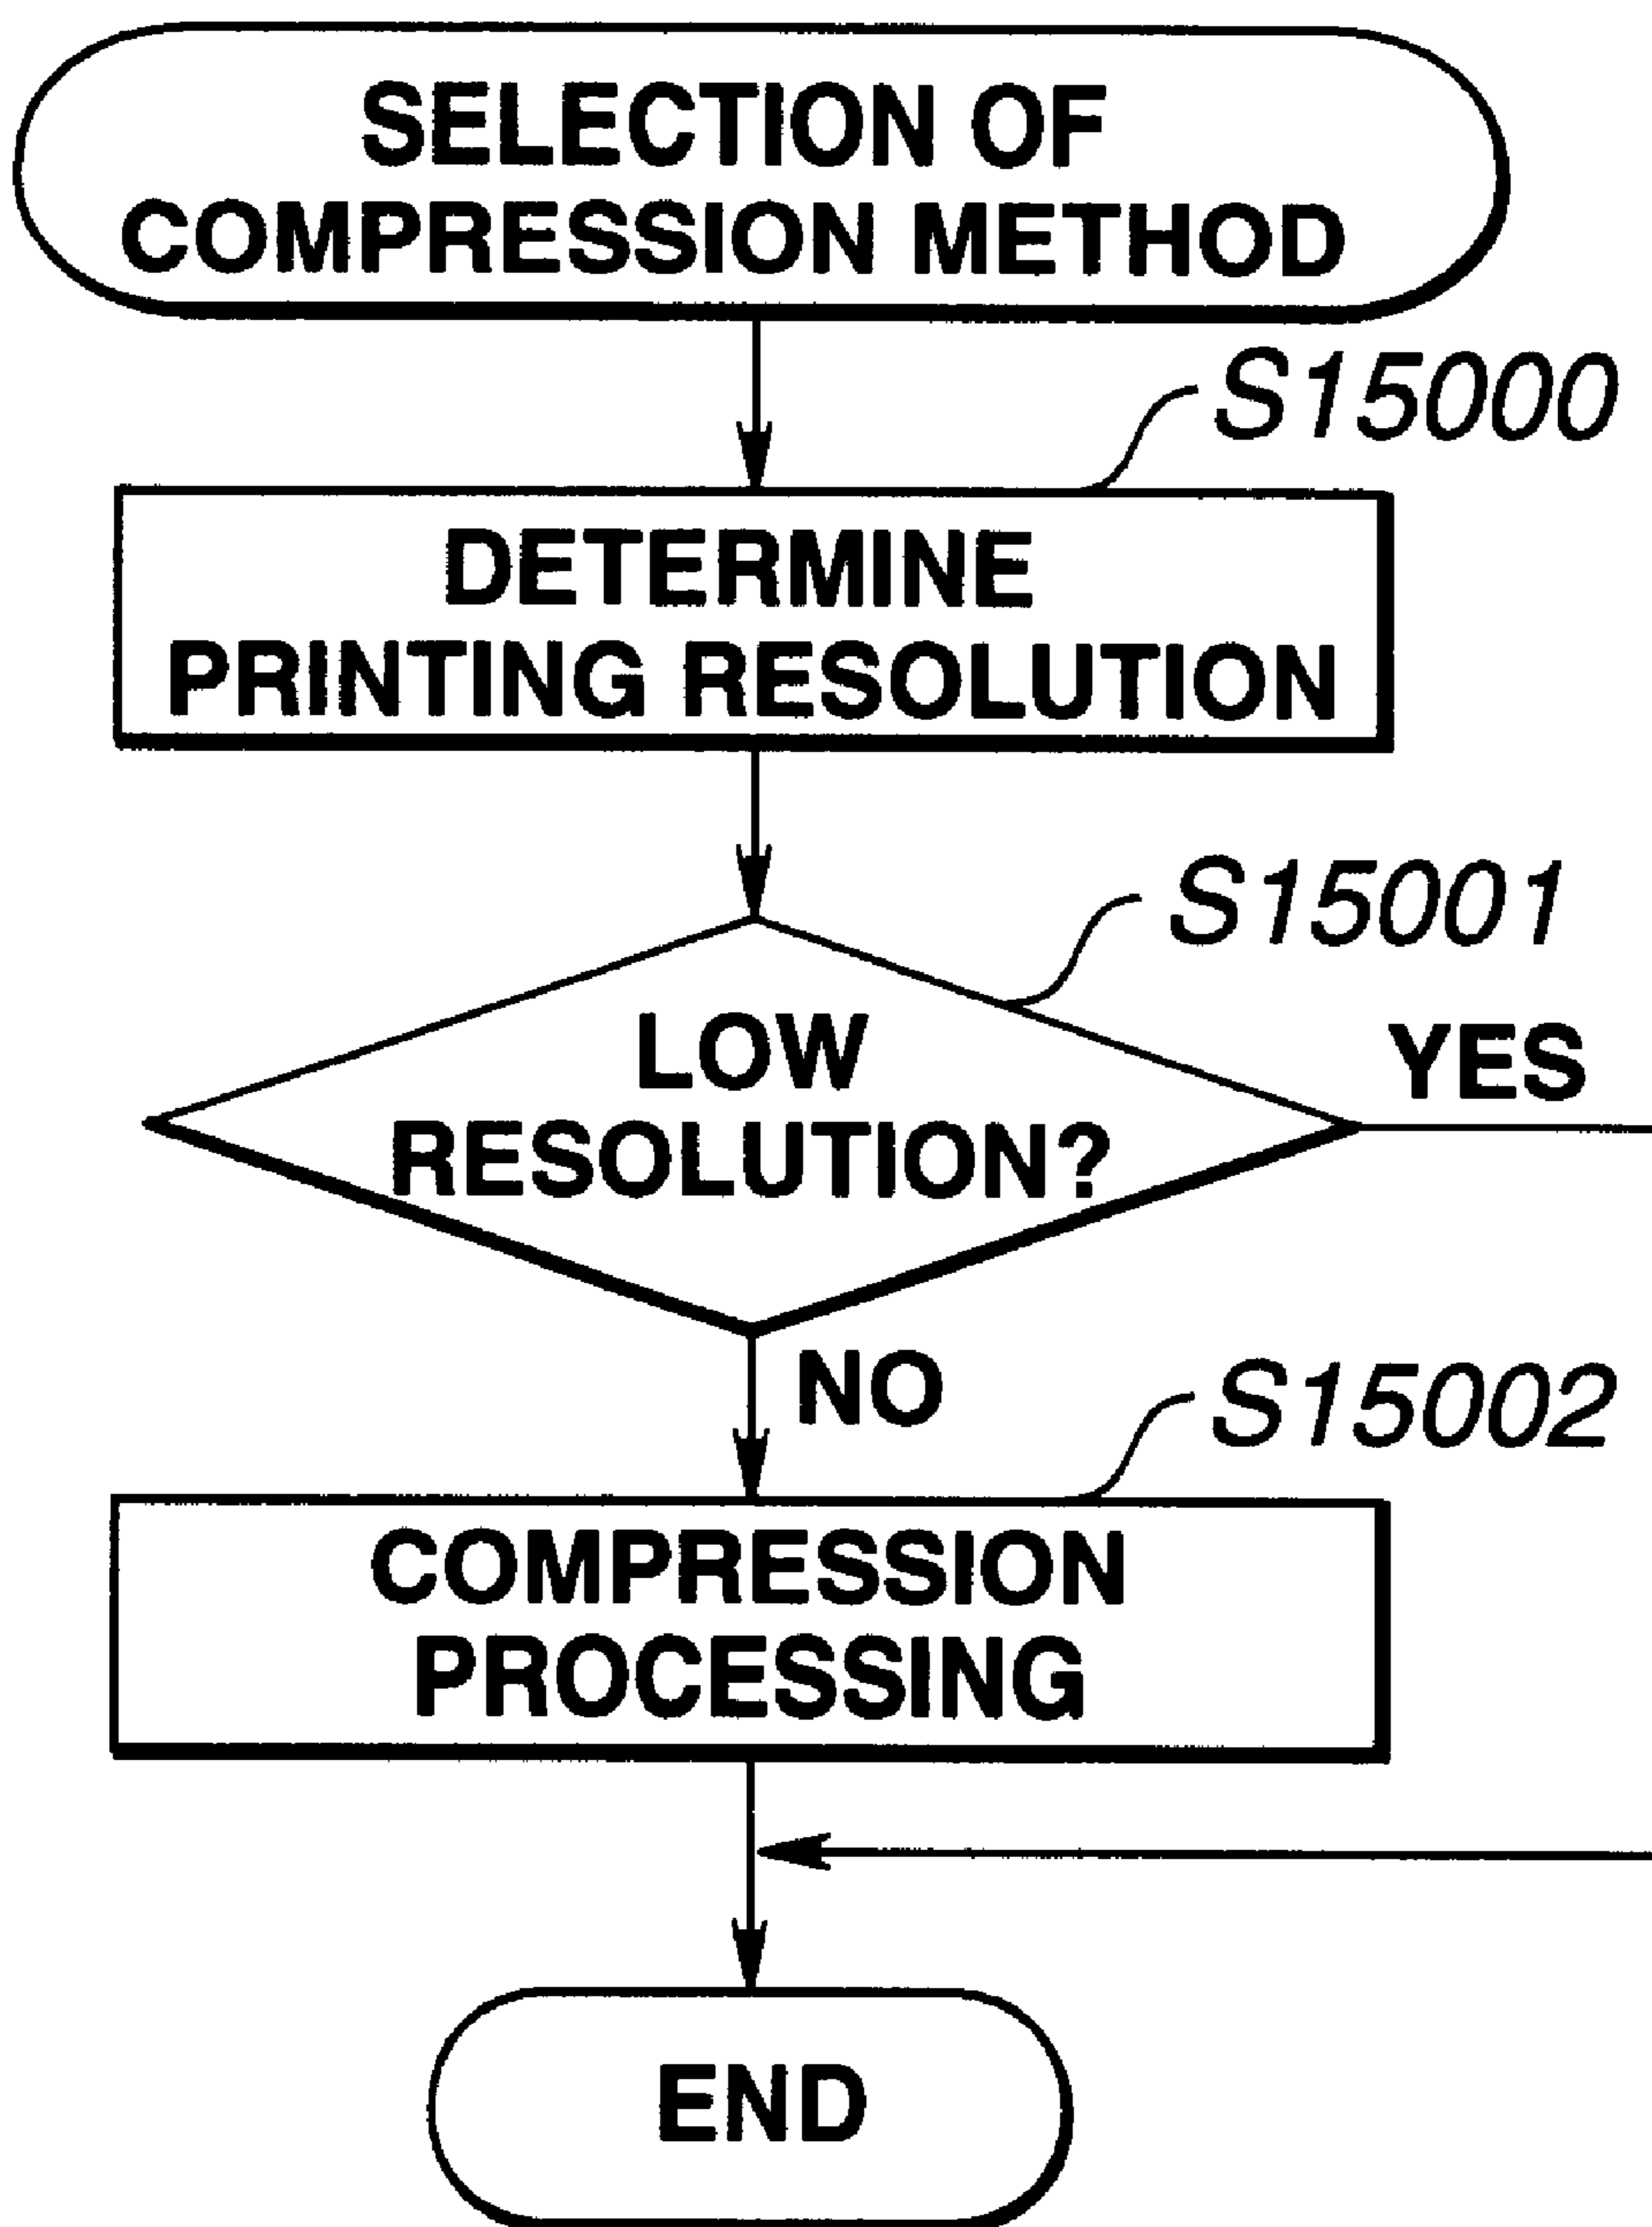 SELECTION OF
COMPRESSION METHOD
S15000
DETERMINE
PRINTING RESOLUTION
S15001
LOW
RESOLUTION?
YES
NO
S15002
COMPRESSION
PROCESSING
END